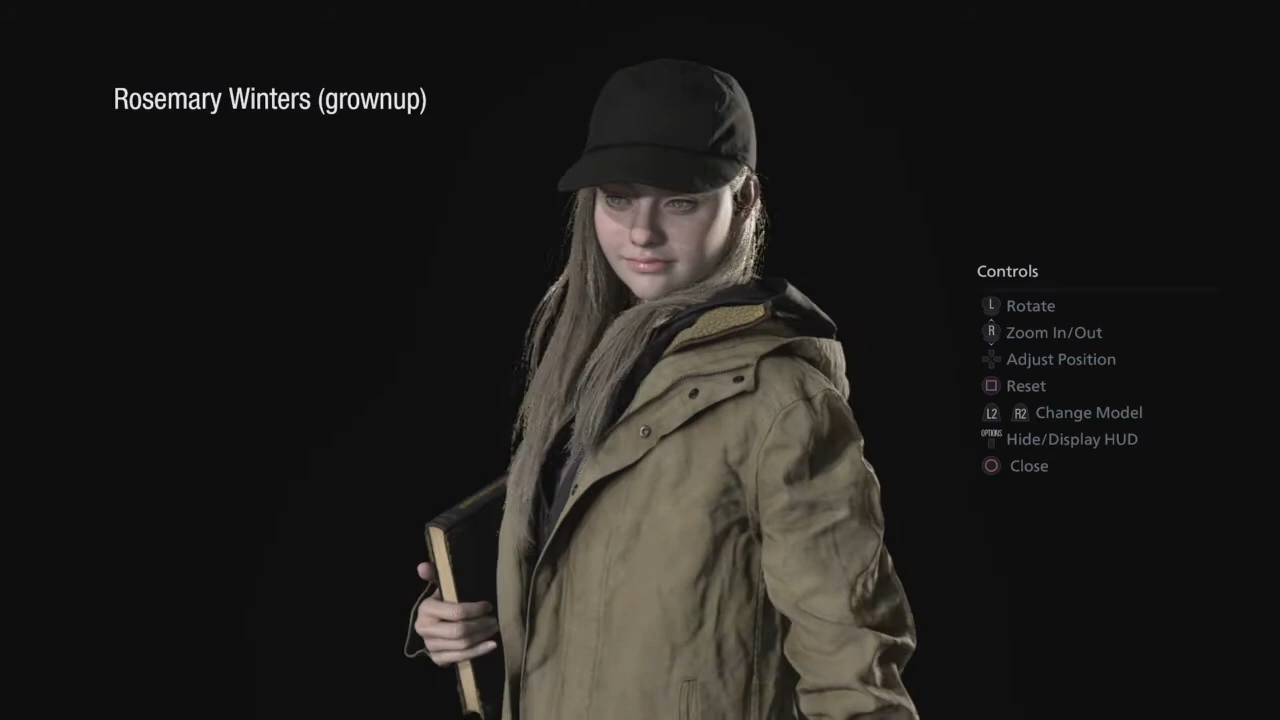 Rosemary Winters (grownup)
Controls
L Rotate
R Zoom In/Out
Adjust Position
Reset
L2 R2 Change Model
OPTIONS Hide/Display HUD
Close